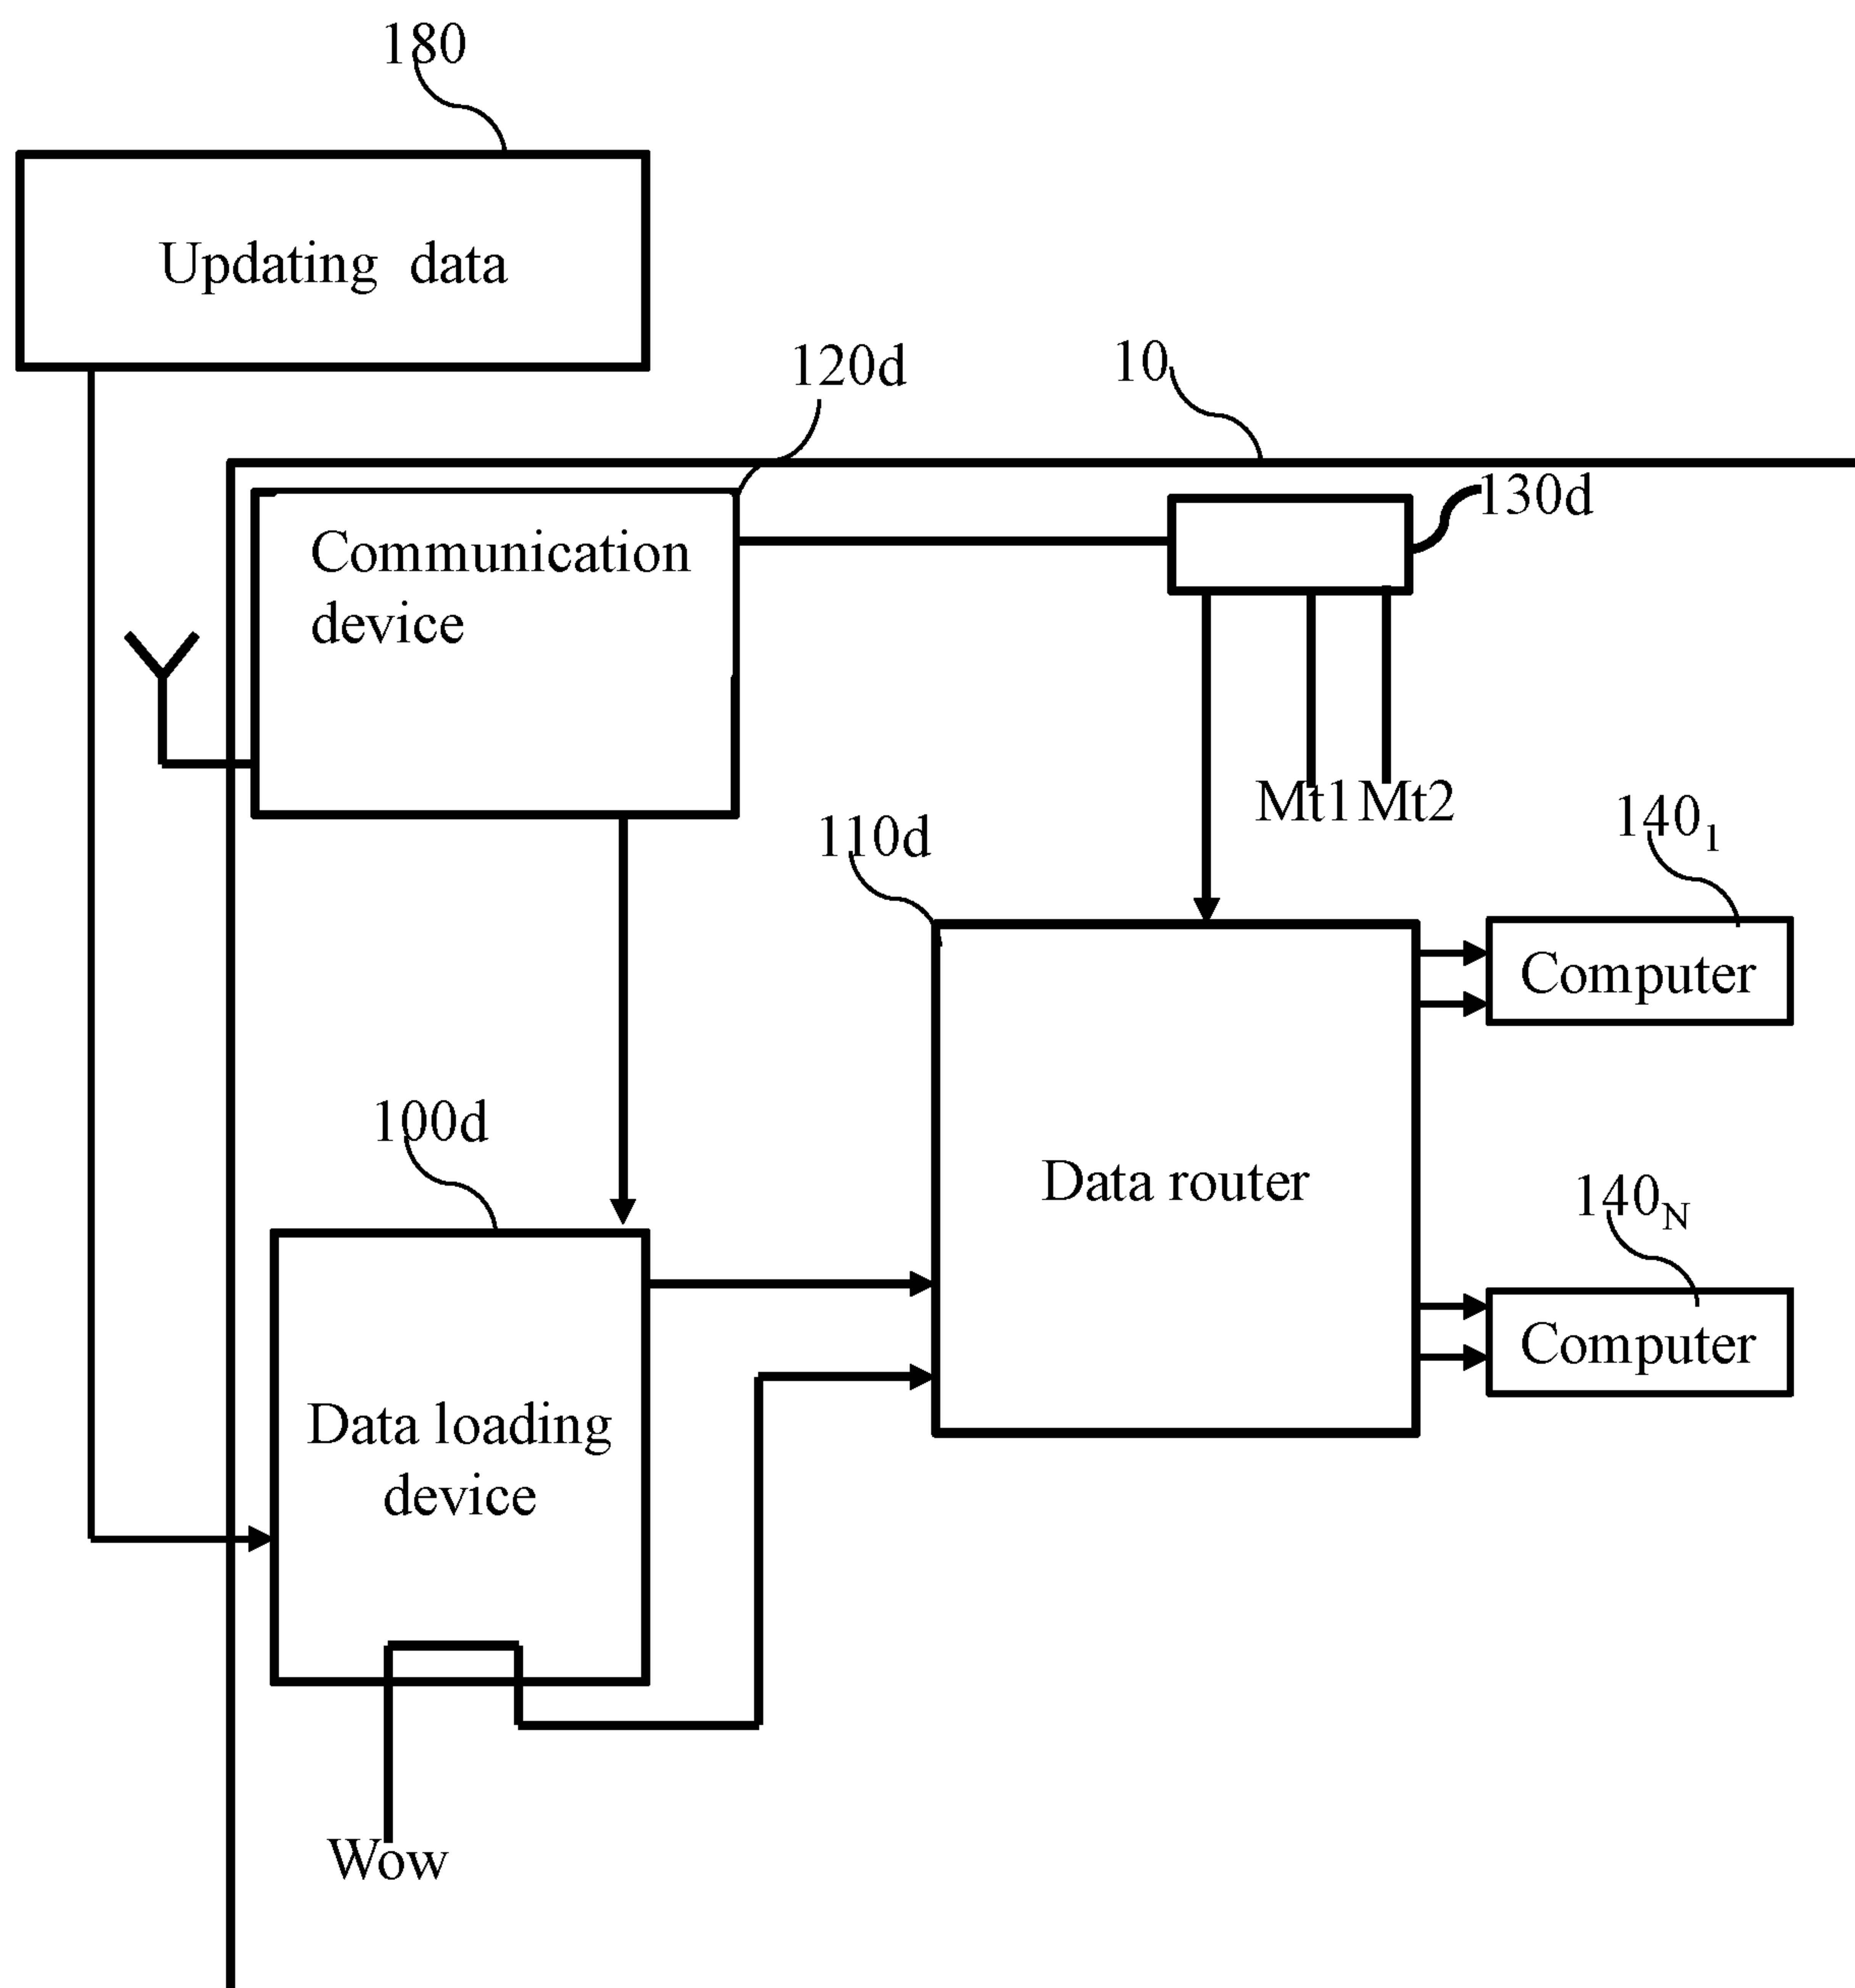 180
Updating data
120d
10
130d
Communication
device
Mt1 Mt2
110d
140₁
Computer
100d
Data router
140N
Computer
Data loading
device
Wow